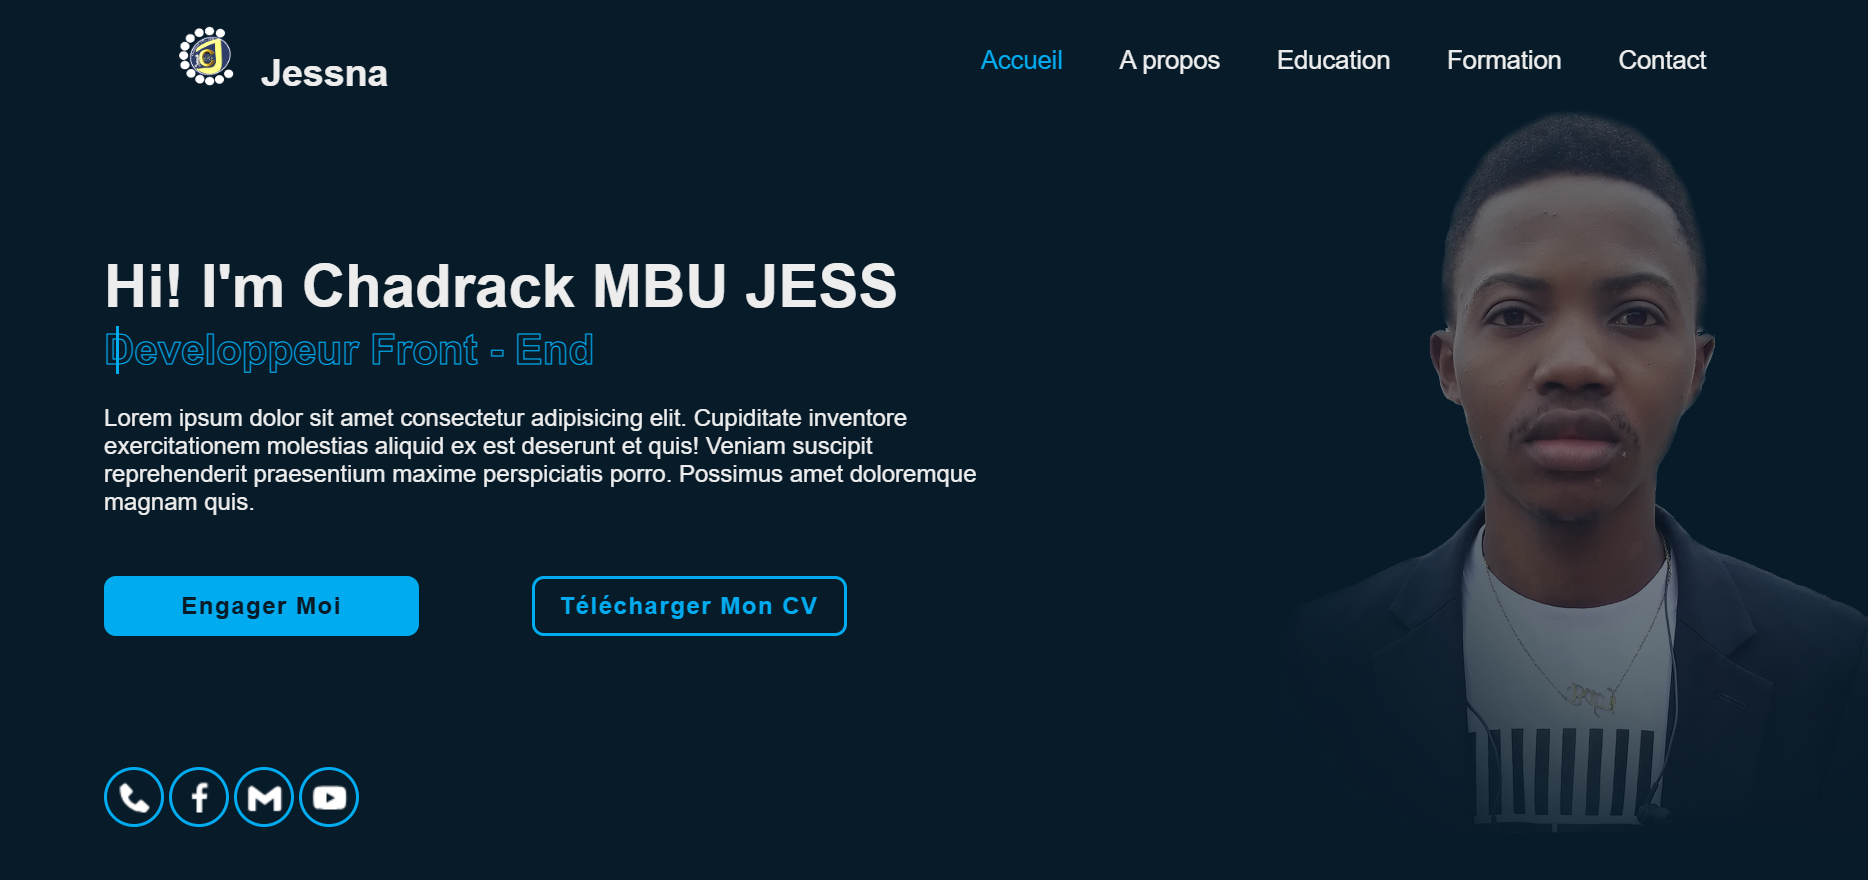 Jessna
Accueil A propos Education Formation Contact
Hi! I'm Chadrack MBU JESS
Developpeur Front - End
Lorem ipsum dolor sit amet consectetur adipisicing elit. Cupiditate inventore
exercitationem molestias aliquid ex est deserunt et quis! Veniam suscipit
reprehenderit praesentium maxime perspiciatis porro. Possimus amet doloremque
magnam quis.
Engager Moi
Télécharger Mon CV